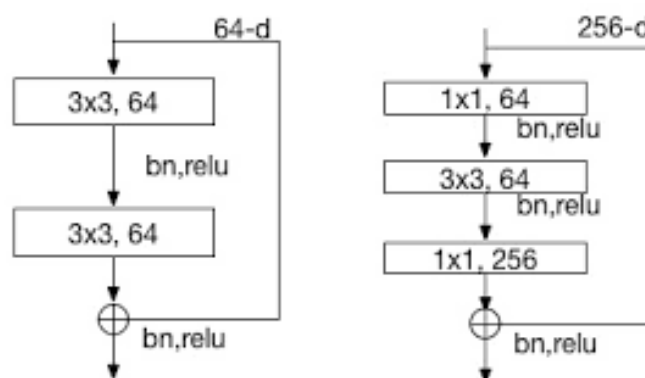 64-d
3x3, 64
bn,relu
3x3, 64
bn,relu
256-d
1x1, 64
bn,relu
3x3, 64
bn,relu
1x1, 256
bn,relu